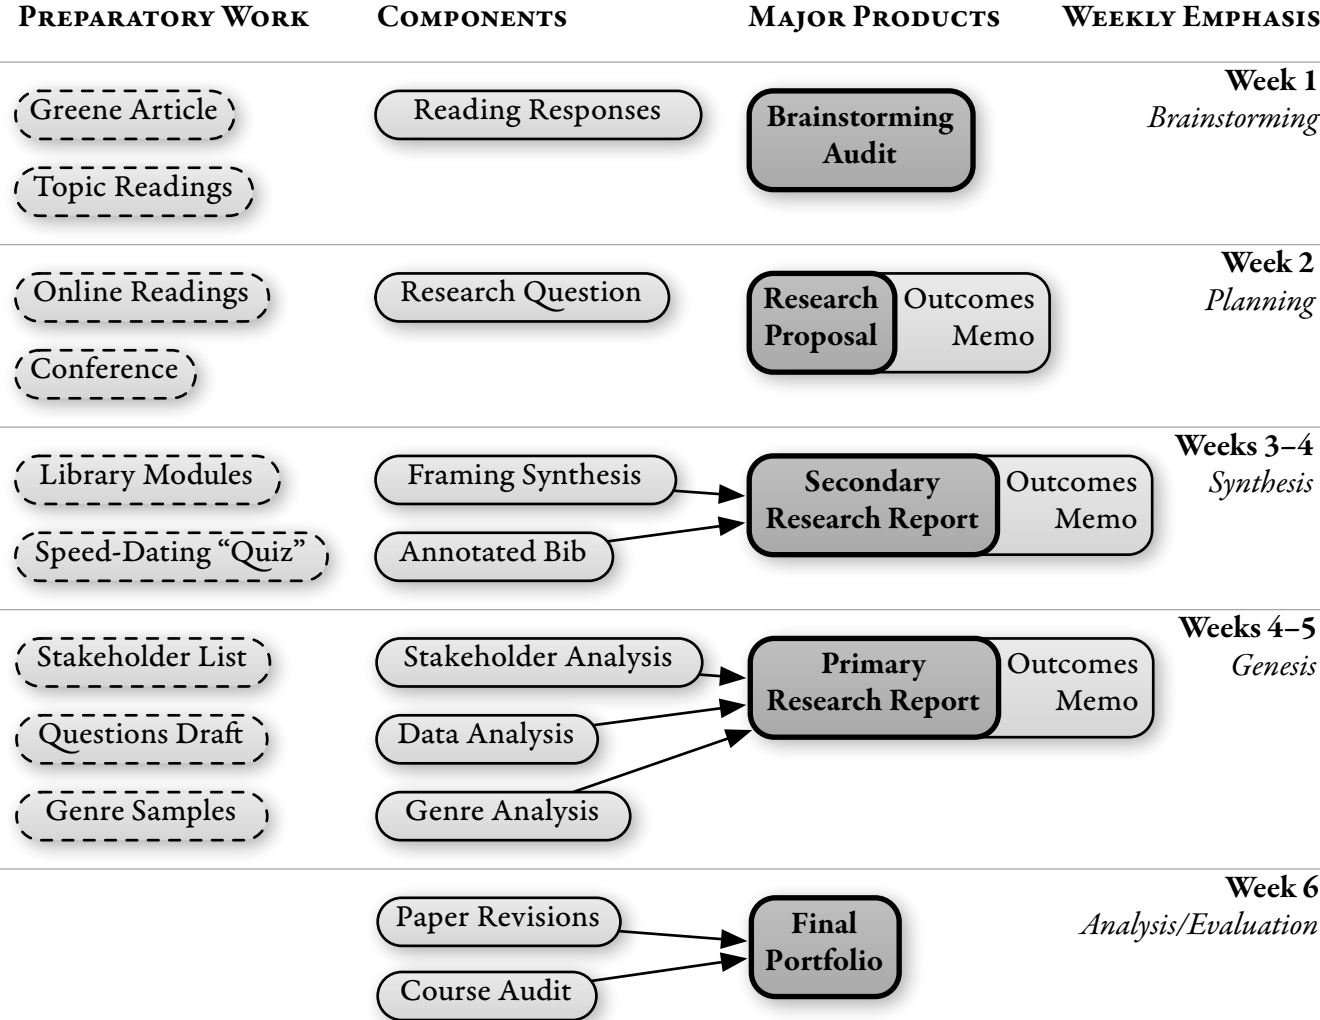 PREPARATORY WORK
COMPONENTS
MAJOR PRODUCTS
WEEKLY EMPHASIS
Greene Article
Topic Readings
Reading Responses
Brainstorming
Audit
Week 1
Brainstorming
Online Readings
Conference
Research Question
Research
Proposal
Outcomes
Memo
Week 2
Planning
Library Modules
Speed-Dating “Quiz”
Framing Synthesis
Annotated Bib
Secondary
Research Report
Outcomes
Memo
Weeks 3–4
Synthesis
Stakeholder List
Questions Draft
Genre Samples
Stakeholder Analysis
Data Analysis
Genre Analysis
Primary
Research Report
Outcomes
Memo
Weeks 4–5
Genesis
Paper Revisions
Course Audit
Final
Portfolio
Week 6
Analysis/Evaluation